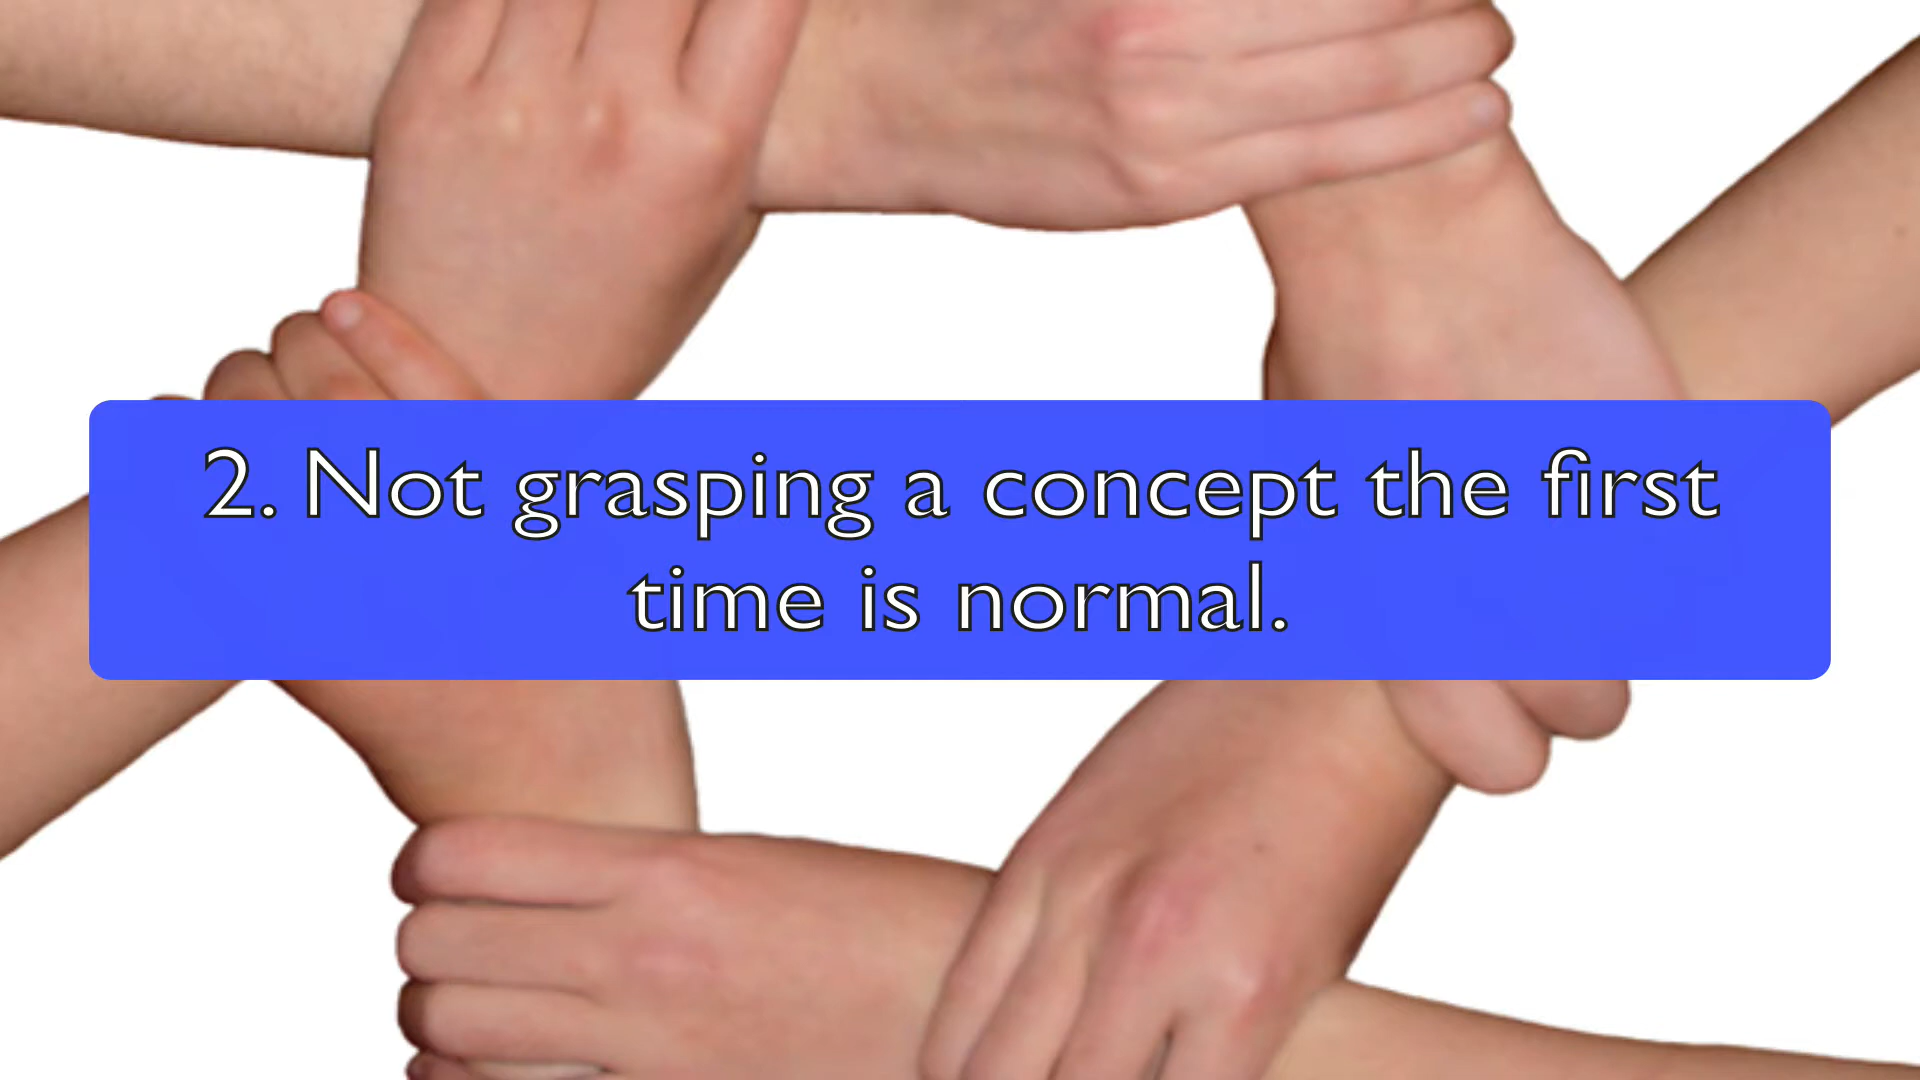 2. Not grasping a concept the first
time is normal.